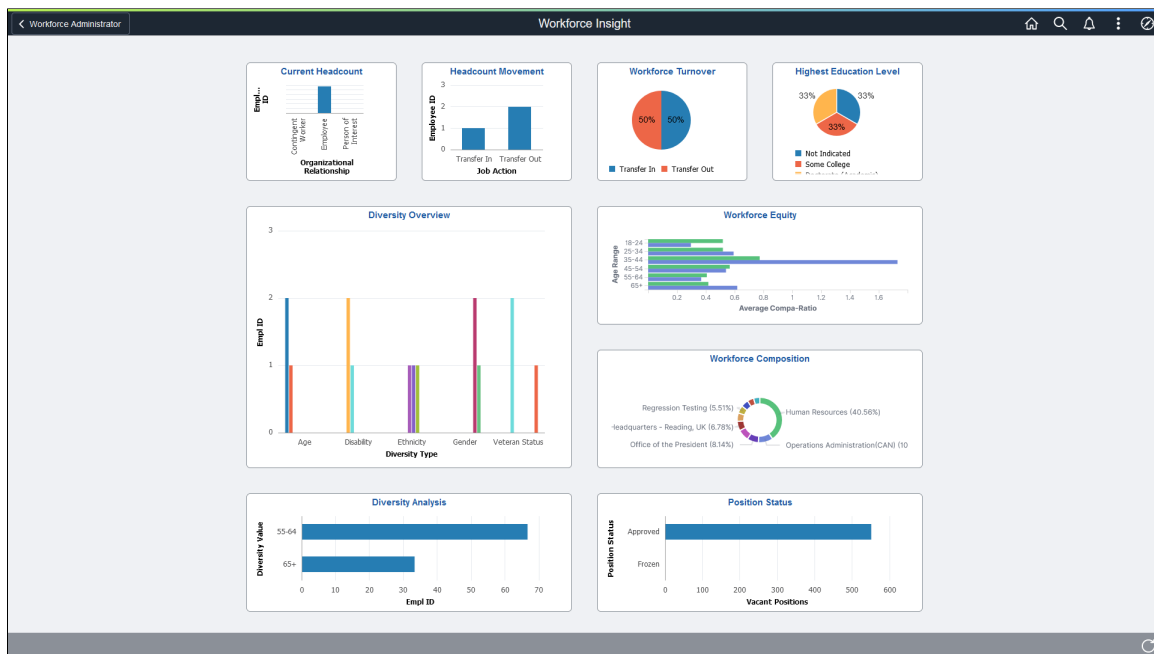 Workforce Administrator
Workforce Insight
Current Headcount
Empl...
ID
Contingent
Worker
Employee
Person of
Interest
Organizational
Relationship
Headcount Movement
Employee ID
3
2
1
0
Transfer In Transfer Out
Job Action
Workforce Turnover
50% 50%
Transfer In Transfer Out
Highest Education Level
33% 33%
33%
Not Indicated
Some College
Diversity Overview
Empl ID
3
2
1
0
Age Disability Ethnicity Gender Veteran Status
Diversity Type
Workforce Equity
Age Range
18-24
25-34
35-44
45-54
55-64
65+
0.2 0.4 0.6 0.8 1 1.2 1.4 1.6
Average Compa-Ratio
Workforce Composition
Regression Testing (5.51%)
Human Resources (40.56%)
Headquarters - Reading, UK (6.78%)
Office of the President (8.14%)
Operations Administration(CAN) (10
Diversity Analysis
Diversity Value
55-64
65+
0 10 20 30 40 50 60 70
Empl ID
Position Status
Position Status
Approved
Frozen
0 100 200 300 400 500 600
Vacant Positions